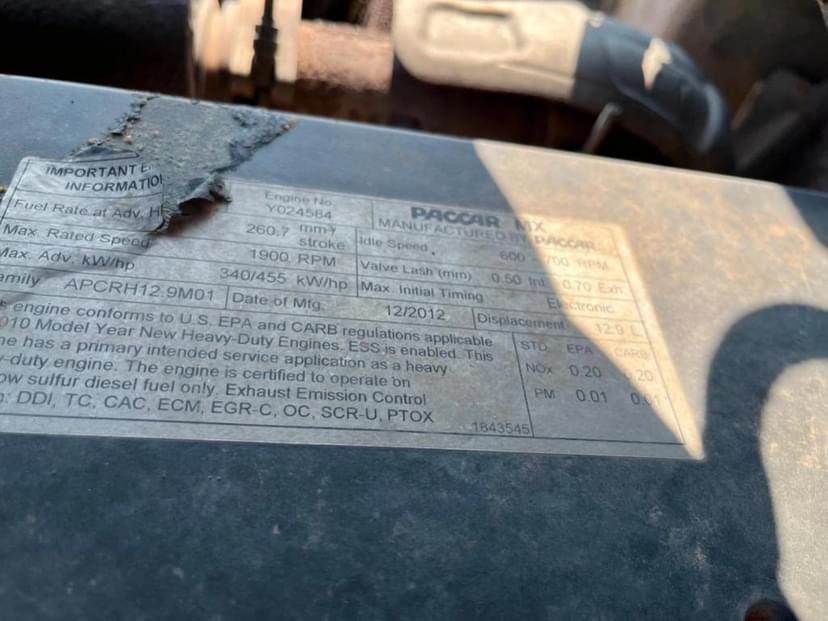 IMPORTANT E
INFORMATIO
Engine No.
Y024584
PACCAR MX
MANUFACTURED BY PACCAR
Fuel Rate at Adv. H
260.7 mm³/
stroke
Idle Speed 600 700 RPM
Max. Rated Speed 1900 RPM
Valve Lash (mm) 0.50 Int. 0.70 Exh.
Max. Adv. kW/hp 340/455 kW/hp
Max. Initial Timing Electronic
amily APCRH12.9M01
Date of Mfg. 12/2012
Displacement 12.9 L
s engine conforms to U.S. EPA and CARB regulations applicable
010 Model Year New Heavy-Duty Engines. ESS is enabled. This
ne has a primary intended service application as a heavy
y-duty engine. The engine is certified to operate on
ow sulfur diesel fuel only. Exhaust Emission Control
: DDI, TC, CAC, ECM, EGR-C, OC, SCR-U, PTOX
STD EPA CARB
NOx 0.20 .20
PM 0.01 0.01
1843545